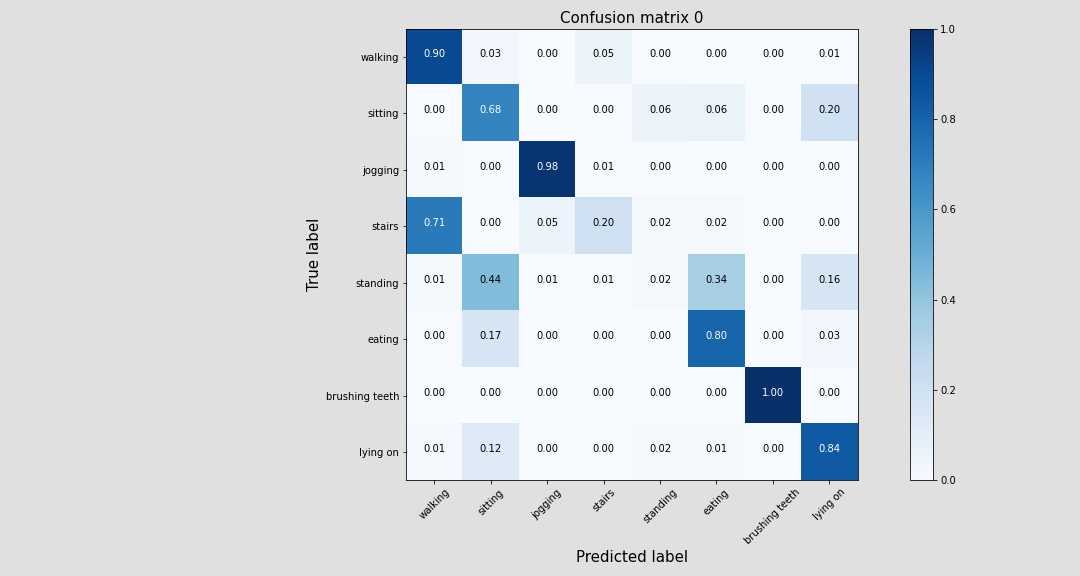 Confusion matrix 0
True label
walking 0.90 0.03 0.00 0.05 0.00 0.00 0.00 0.01
sitting 0.00 0.68 0.00 0.00 0.06 0.06 0.00 0.20
jogging 0.01 0.00 0.98 0.01 0.00 0.00 0.00 0.00
stairs 0.71 0.00 0.05 0.20 0.02 0.02 0.00 0.00
standing 0.01 0.44 0.01 0.01 0.02 0.34 0.00 0.16
eating 0.00 0.17 0.00 0.00 0.00 0.80 0.00 0.03
brushing teeth 0.00 0.00 0.00 0.00 0.00 0.00 1.00 0.00
lying on 0.01 0.12 0.00 0.00 0.02 0.01 0.00 0.84
walking sitting jogging stairs standing eating brushing teeth lying on
Predicted label
1.0
0.8
0.6
0.4
0.2
0.0